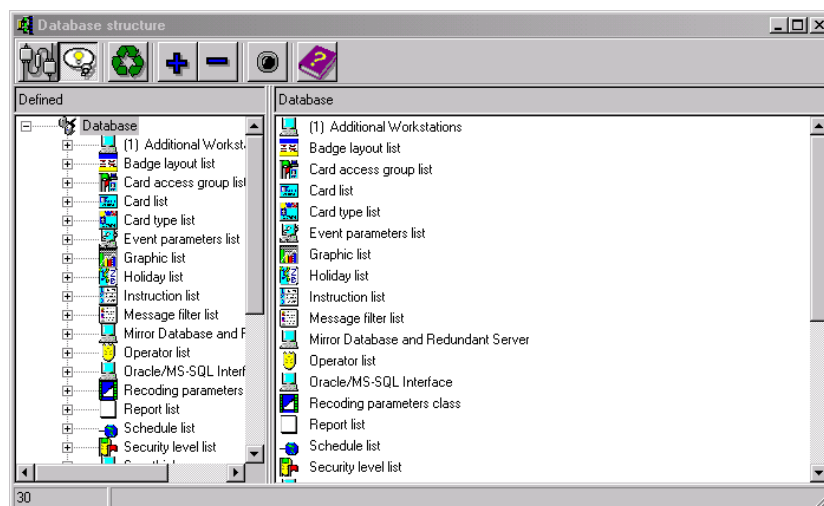 Database structure
Defined
Database
(1) Additional Workst
Badge layout list
Card access group list
Card list
Card type list
Event parameters list
Graphic list
Holiday list
Instruction list
Message filter list
Mirror Database and
Operator list
Oracle/MS-SQL Interf
Recoding parameters
Report list
Schedule list
Security level list
Database
(1) Additional Workstations
Badge layout list
Card access group list
Card list
Card type list
Event parameters list
Graphic list
Holiday list
Instruction list
Message filter list
Mirror Database and Redundant Server
Operator list
Oracle/MS-SQL Interface
Recoding parameters class
Report list
Schedule list
Security level list
30